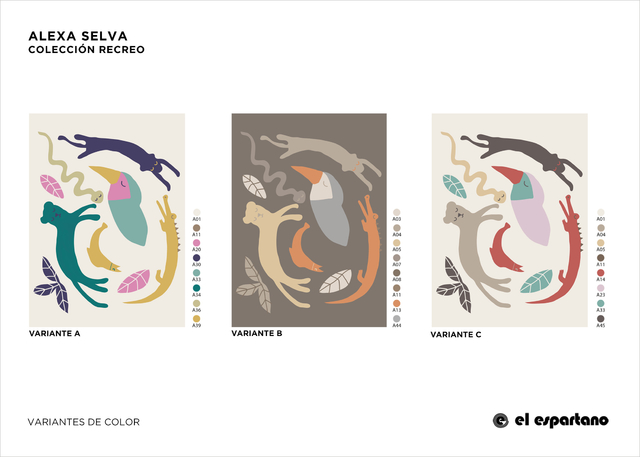 ALEXA SELVA
COLECCIÓN RECREO
A01
A11
A20
A30
A33
A34
A36
A39
VARIANTE A
A03
A04
A05
A07
A08
A11
A13
A44
VARIANTE B
A01
A04
A05
A11
A14
A23
A33
A45
VARIANTE C
VARIANTES DE COLOR
el espartano